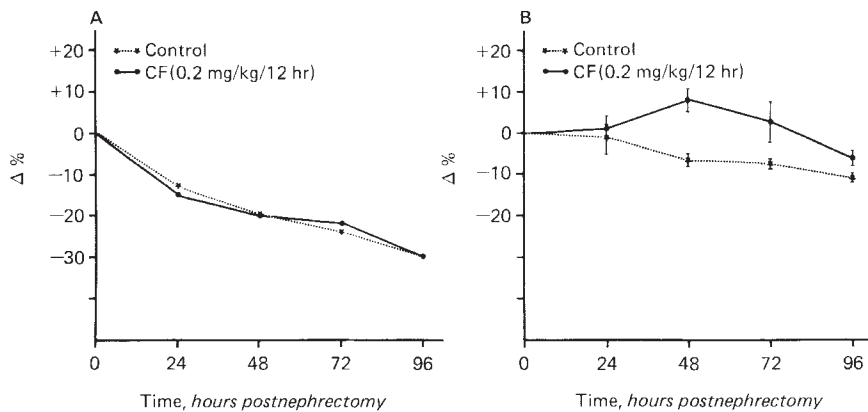 A
+20
+10
0
−10
−20
−30
Δ %
Control
CF(0.2 mg/kg/12 hr)
0 24 48 72 96
Time, hours postnephrectomy
B
+20
+10
0
−10
−20
Δ %
Control
CF(0.2 mg/kg/12 hr)
0 24 48 72 96
Time, hours postnephrectomy